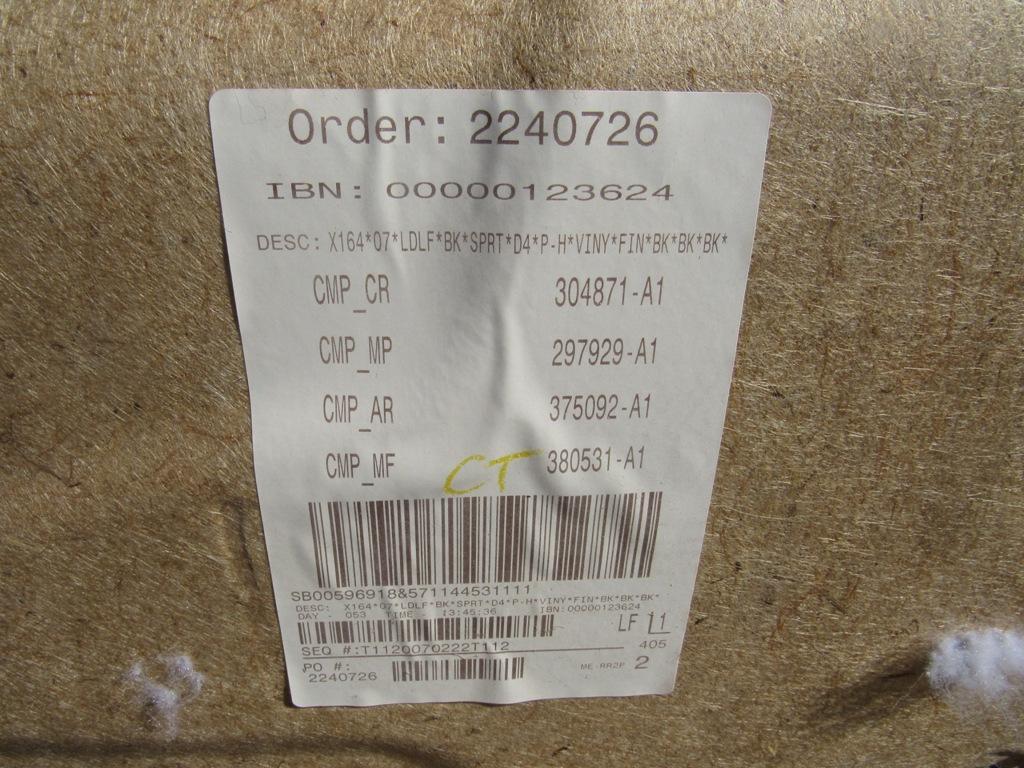 Order: 2240726
IBN: 00000123624
DESC: X164*07*LDLF*BK*SPRT*D4*P-H*VINY*FIN*BK*BK*BK*
CMP_CR 304871-A1
CMP_MP 297929-A1
CMP_AR 375092-A1
CMP_MF CT 380531-A1
SB00596918&571144531111
DESC: X164*07*LDLF*BK*SPRT*D4*P-H*VINY*FIN*BK*BK*BK*
DAY - 053 TIME - 13:45:36 IBN:00000123624
LF 11
SEQ #:T1120070222T112 405
PO #: ME-RR2P 2
2240726